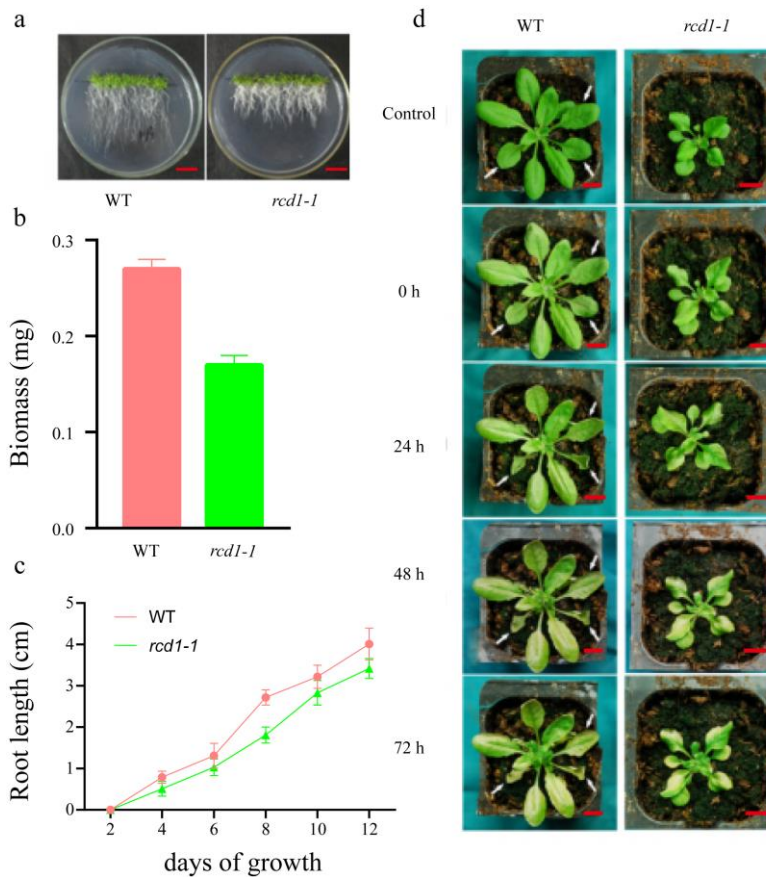 a
WT
rcd1-1
b
Biomass (mg)
0.3
0.2
0.1
0.0
WT
rcd1-1
c
Root length (cm)
5
4
3
2
1
0
WT
rcd1-1
2 4 6 8 10 12
days of growth
d
WT
rcd1-1
Control
0 h
24 h
48 h
72 h